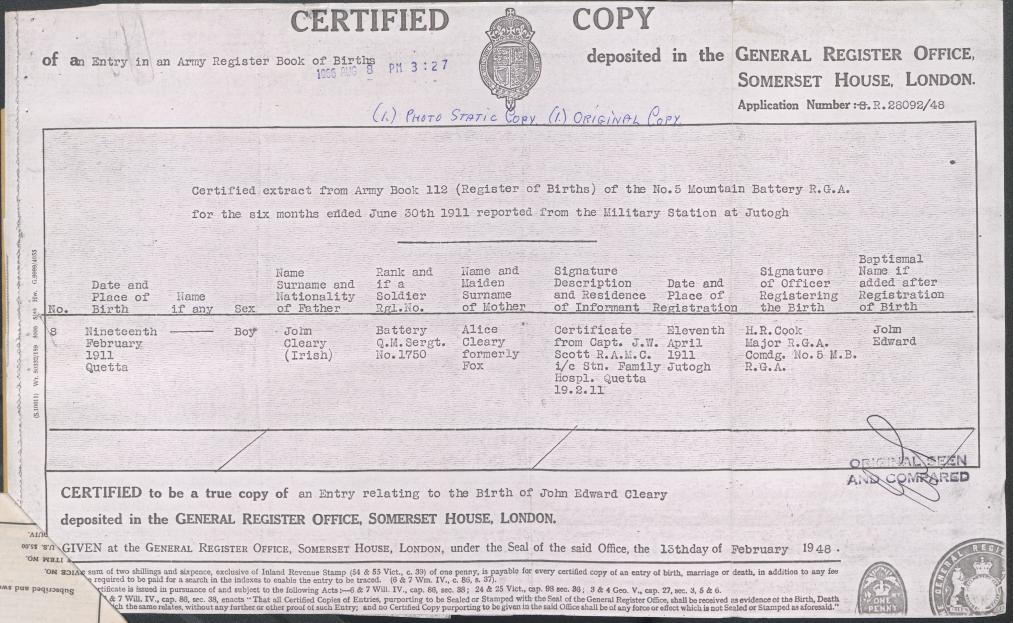 CERTIFIED COPY
of an Entry in an Army Register Book of Births deposited in the GENERAL REGISTER OFFICE,
1966 AUG 8 PM 3:27
SOMERSET HOUSE, LONDON.
Application Number :-S.R.28092/48
(1.) PHOTO STATIC COPY (1) ORIGINAL COPY
Certified extract from Army Book 112 (Register of Births) of the No.5 Mountain Battery R.G.A.
for the six months ended June 30th 1911 reported from the Military Station at Jutogh
No.
Date and
Place of
Birth
Name
if any
Sex
Name
Surname and
Nationality
of Father
Rank and
if a
Soldier
Rgl.No.
Name and
Maiden
Surname
of Mother
Signature
Description
and Residence
of Informant
Date and
Place of
Registration
Signature
of Officer
Registering
the Birth
Baptismal
Name if
added after
Registration
of Birth
8
Nineteenth
February
1911
Quetta
Boy
John
Cleary
(Irish)
Battery
Q.M.Sergt.
No.1750
Alice
Cleary
formerly
Fox
Certificate
from Capt. J.W.
Scott R.A.M.C.
i/c Stn. Family
Hospl. Quetta
19.2.11
Eleventh
April
1911
Jutogh
H.R.Cook
Major R.G.A.
Comdg. No.5 M.B.
R.G.A.
John
Edward
ORIGINAL SEEN
AND COMPARED
CERTIFIED to be a true copy of an Entry relating to the Birth of John Edward Cleary
deposited in the GENERAL REGISTER OFFICE, SOMERSET HOUSE, LONDON.
GIVEN at the GENERAL REGISTER OFFICE, SOMERSET HOUSE, LONDON, under the Seal of the said Office, the 13th day of February 1948.
sum of two shillings and sixpence, exclusive of Inland Revenue Stamp (54 & 55 Vict., c. 39) of one penny, is payable for every certified copy of an entry of birth, marriage or death, in addition to any fee
required to be paid for a search in the indexes to enable the entry to be traced. (6 & 7 Wm. IV., c. 86, s. 37).
rtificate is issued in pursuance of and subject to the following Acts :—6 & 7 Will. IV., cap. 86, sec. 38; 24 & 25 Vict., cap. 98 sec. 36; 3 & 4 Geo. V., cap. 27, sec. 3, 5 & 6.
& 7 Will. IV., cap. 86, sec. 38, enacts "That all Certified Copies of Entries, purporting to be Sealed or Stamped with the Seal of the General Register Office, shall be received as evidence of the Birth, Death
ch the same relates, without any further or other proof of such Entry; and no Certified Copy purporting to be given in the said Office shall be of any force or effect which is not Sealed or Stamped as aforesaid."
ONE
PENNY
GENERAL REGI
U.S. $5.00
ITEM NO.
Subscribed and sw